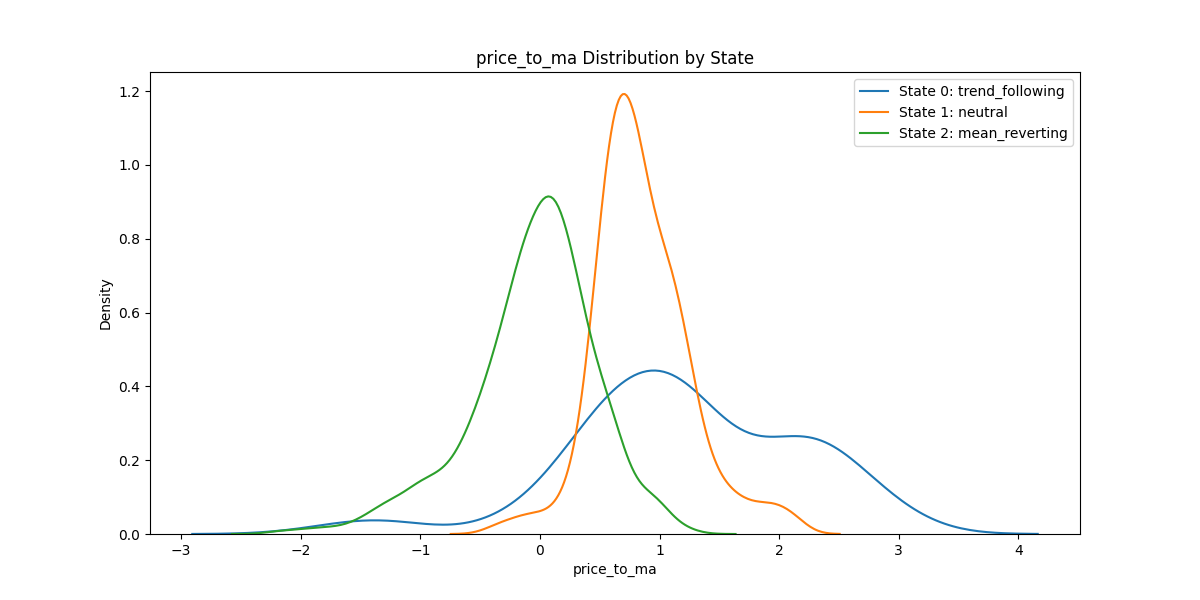 price_to_ma Distribution by State
State 0: trend_following
State 1: neutral
State 2: mean_reverting
Density
1.2
1.0
0.8
0.6
0.4
0.2
0.0
−3
−2
−1
0
1
2
3
4
price_to_ma